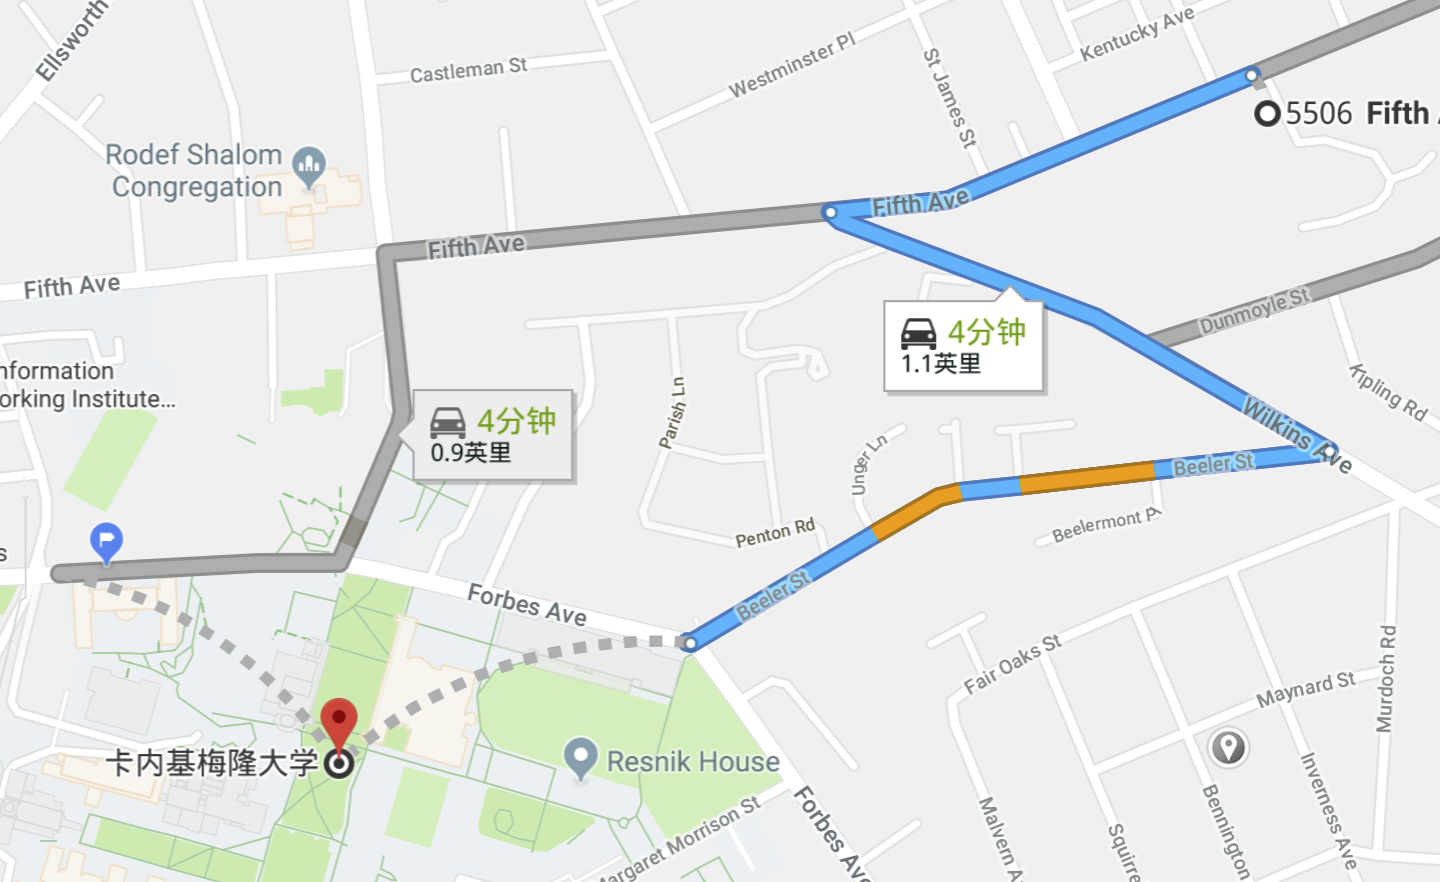 Ellsworth
Castleman St
Westminster Pl
Kentucky Ave
St James St
5506 Fifth
Rodef Shalom
Congregation
Fifth Ave
Fifth Ave
Fifth Ave
Dunmoyle St
4分钟
1.1英里
Kipling Rd
Wilkins Ave
4分钟
0.9英里
Parish Ln
Unger Ln
Beeler St
Beelermont Pl
Penton Rd
Beeler St
nformation
orking Institute...
s
Forbes Ave
Fair Oaks St
Maynard St
Murdoch Rd
卡内基梅隆大学
Resnik House
Forbes Ave
Margaret Morrison St
Malvern A
Squirre
Bennington
Inverness Ave